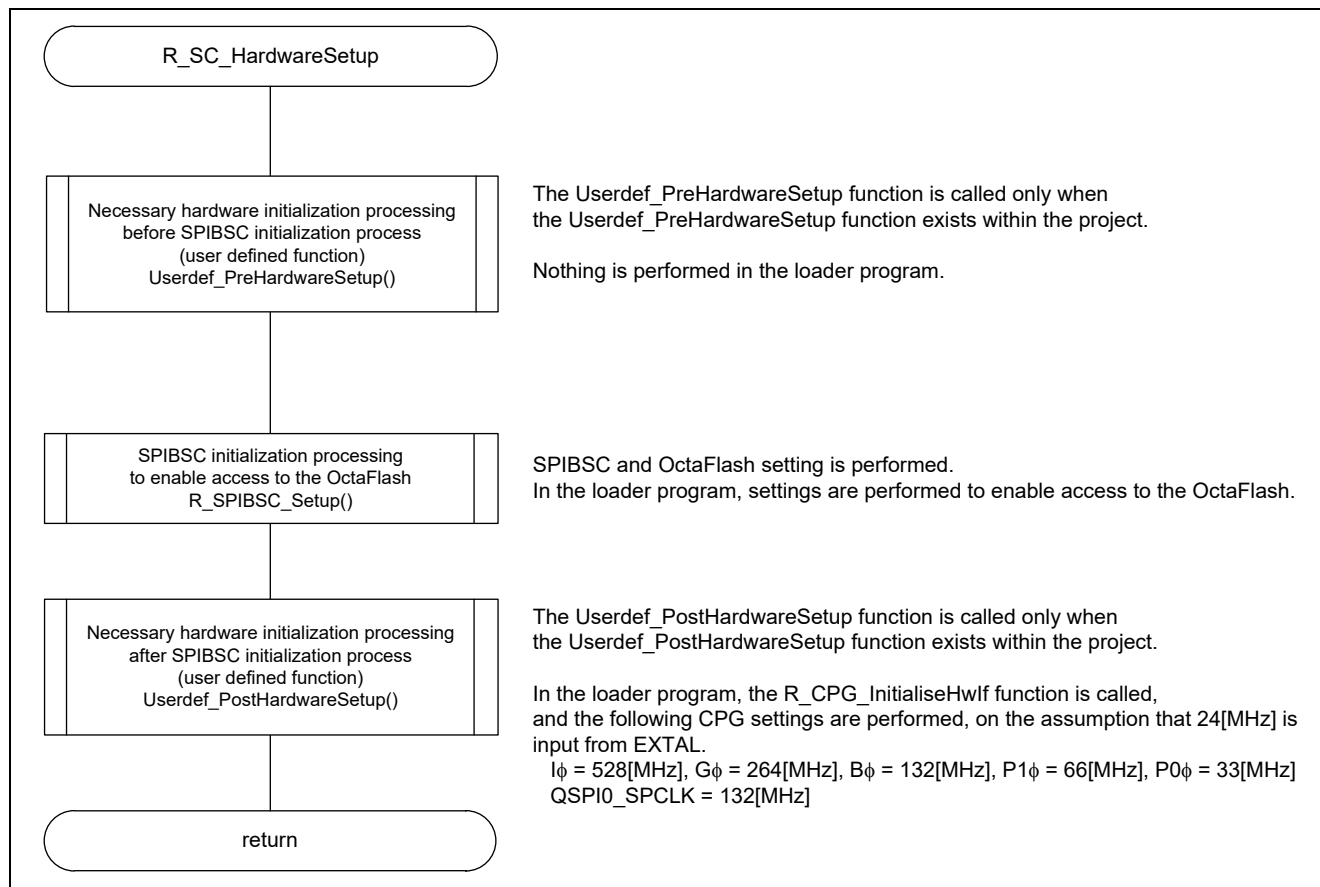 R_SC_HardwareSetup
Necessary hardware initialization processing
before SPIBSC initialization process
(user defined function)
Userdef_PreHardwareSetup()
The Userdef_PreHardwareSetup function is called only when
the Userdef_PreHardwareSetup function exists within the project.
Nothing is performed in the loader program.
SPIBSC initialization processing
to enable access to the OctaFlash
R_SPIBSC_Setup()
SPIBSC and OctaFlash setting is performed.
In the loader program, settings are performed to enable access to the OctaFlash.
Necessary hardware initialization processing
after SPIBSC initialization process
(user defined function)
Userdef_PostHardwareSetup()
The Userdef_PostHardwareSetup function is called only when
the Userdef_PostHardwareSetup function exists within the project.
In the loader program, the R_CPG_InitialiseHwIf function is called,
and the following CPG settings are performed, on the assumption that 24[MHz] is
input from EXTAL.
Iϕ = 528[MHz], Gϕ = 264[MHz], Bϕ = 132[MHz], P1ϕ = 66[MHz], P0ϕ = 33[MHz]
QSPI0_SPCLK = 132[MHz]
return